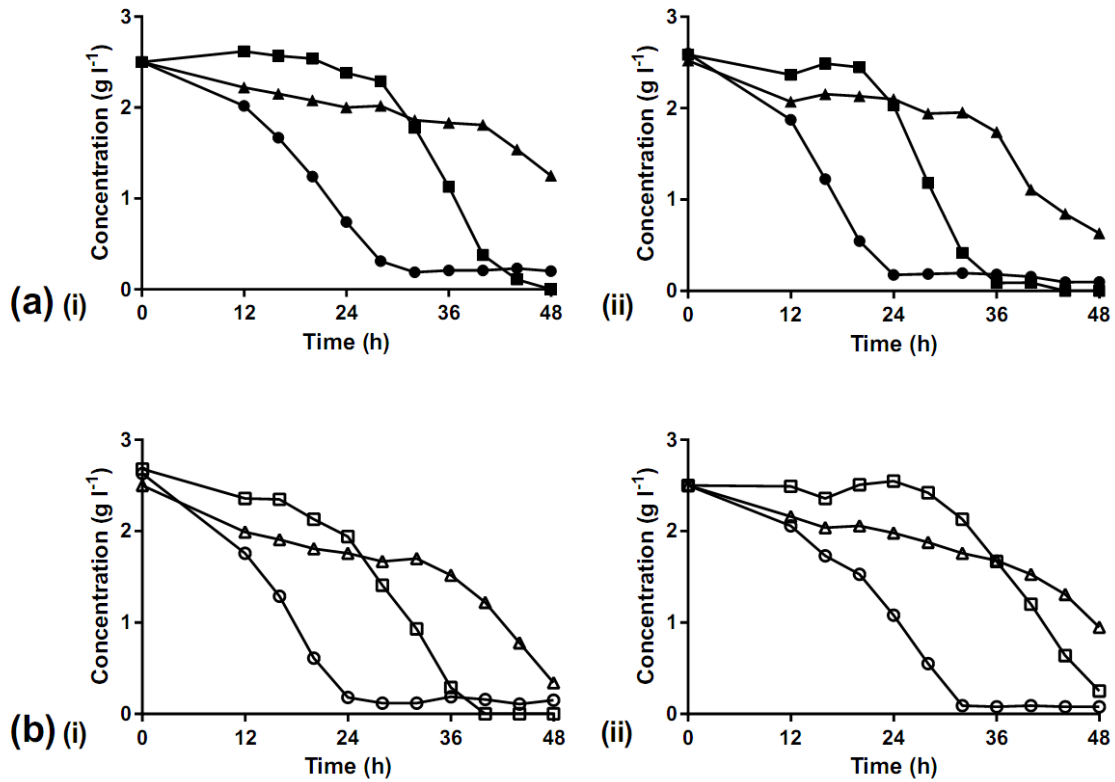 3
2
1
0
Concentration (g l⁻¹)
0 12 24 36 48
Time (h)
(a) (i)
3
2
1
0
Concentration (g l⁻¹)
0 12 24 36 48
Time (h)
(ii)
3
2
1
0
Concentration (g l⁻¹)
0 12 24 36 48
Time (h)
(b) (i)
3
2
1
0
Concentration (g l⁻¹)
0 12 24 36 48
Time (h)
(ii)